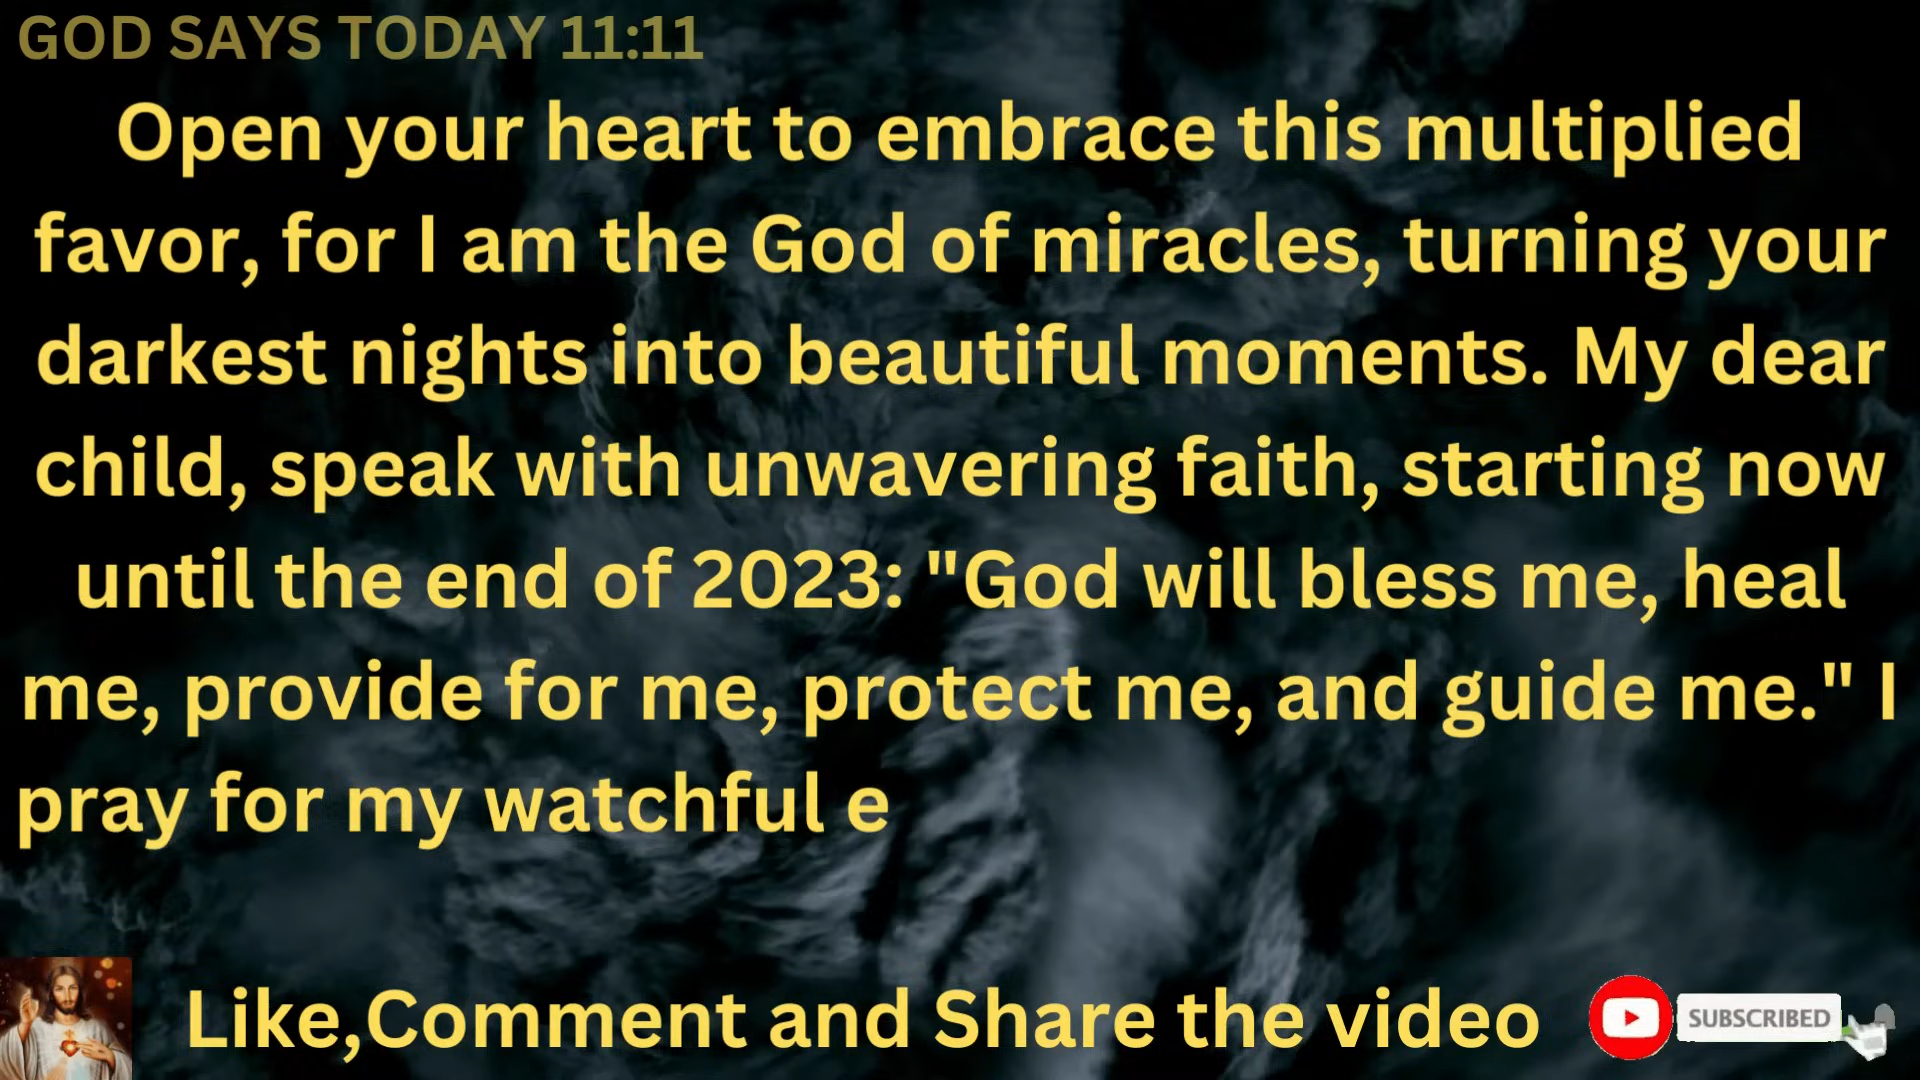 GOD SAYS TODAY 11:11
Open your heart to embrace this multiplied
favor, for I am the God of miracles, turning your
darkest nights into beautiful moments. My dear
child, speak with unwavering faith, starting now
until the end of 2023: "God will bless me, heal
me, provide for me, protect me, and guide me." I
pray for my watchful e
Like,Comment and Share the video
SUBSCRIBED